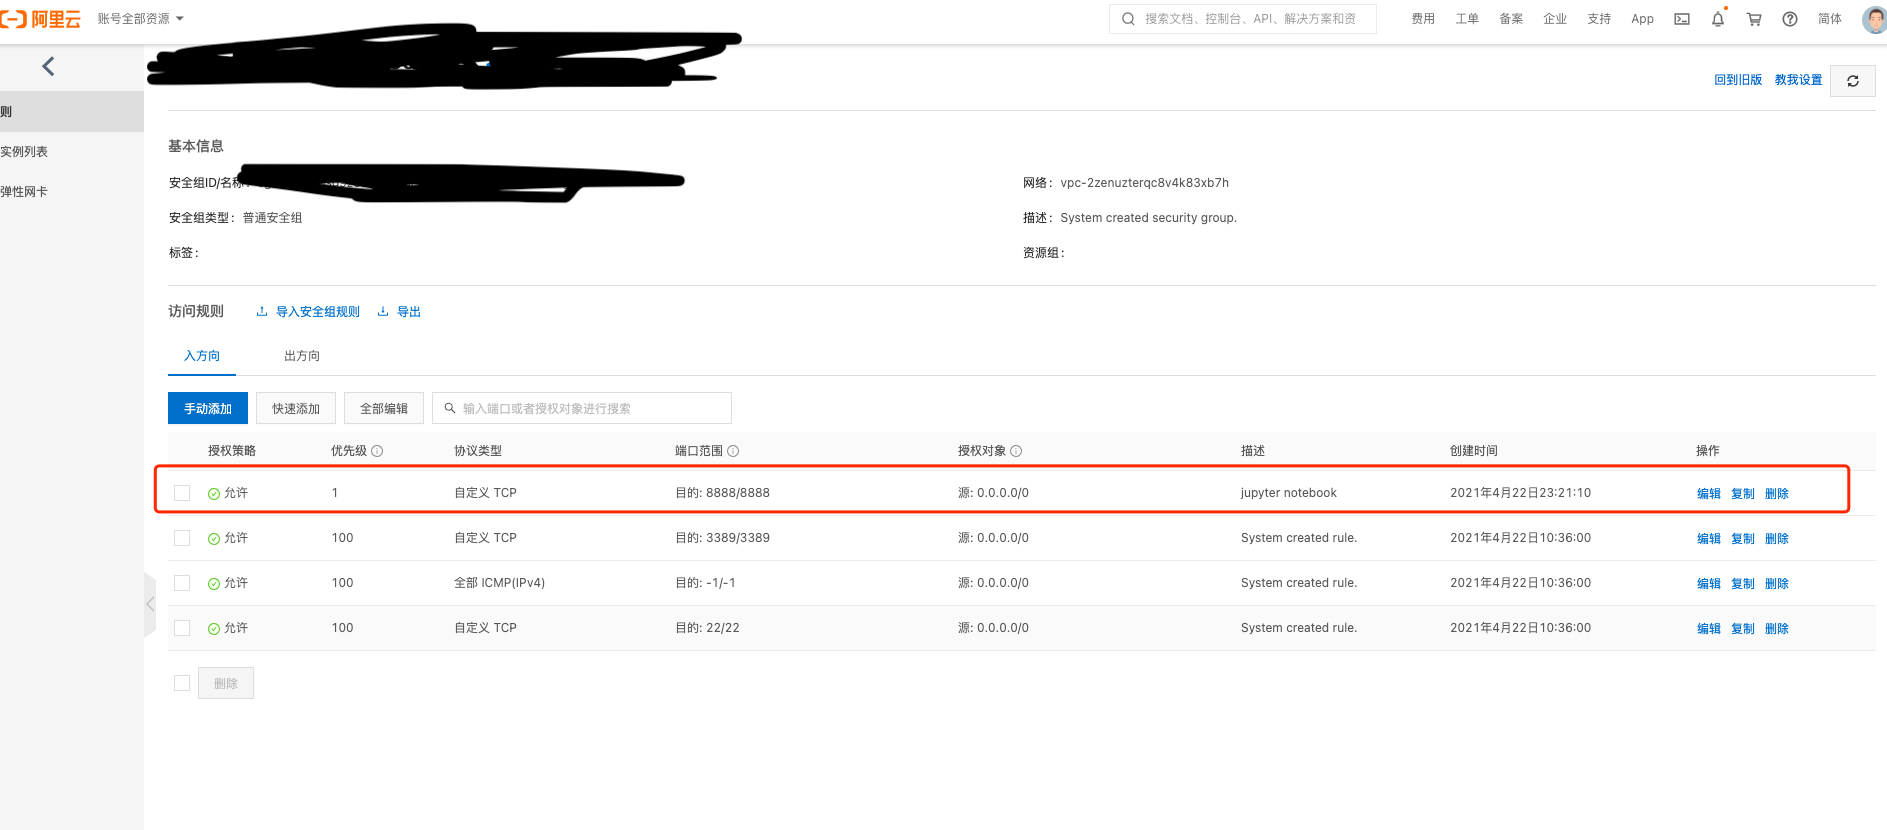 阿里云 账号全部资源 搜索文档、控制台、API、解决方案和资 费用 工单 备案 企业 支持 App 简体
回到旧版 教我设置
则
实例列表
弹性网卡
基本信息
安全组ID/名称 网络: vpc-2zenuzterqc8v4k83xb7h
安全组类型: 普通安全组 描述: System created security group.
标签: 资源组:
访问规则 导入安全组规则 导出
入方向 出方向
手动添加 快速添加 全部编辑 输入端口或者授权对象进行搜索
授权策略 优先级 协议类型 端口范围 授权对象 描述 创建时间 操作
允许 1 自定义 TCP 目的: 8888/8888 源: 0.0.0.0/0 jupyter notebook 2021年4月22日23:21:10 编辑 复制 删除
允许 100 自定义 TCP 目的: 3389/3389 源: 0.0.0.0/0 System created rule. 2021年4月22日10:36:00 编辑 复制 删除
允许 100 全部 ICMP(IPv4) 目的: -1/-1 源: 0.0.0.0/0 System created rule. 2021年4月22日10:36:00 编辑 复制 删除
允许 100 自定义 TCP 目的: 22/22 源: 0.0.0.0/0 System created rule. 2021年4月22日10:36:00 编辑 复制 删除
删除